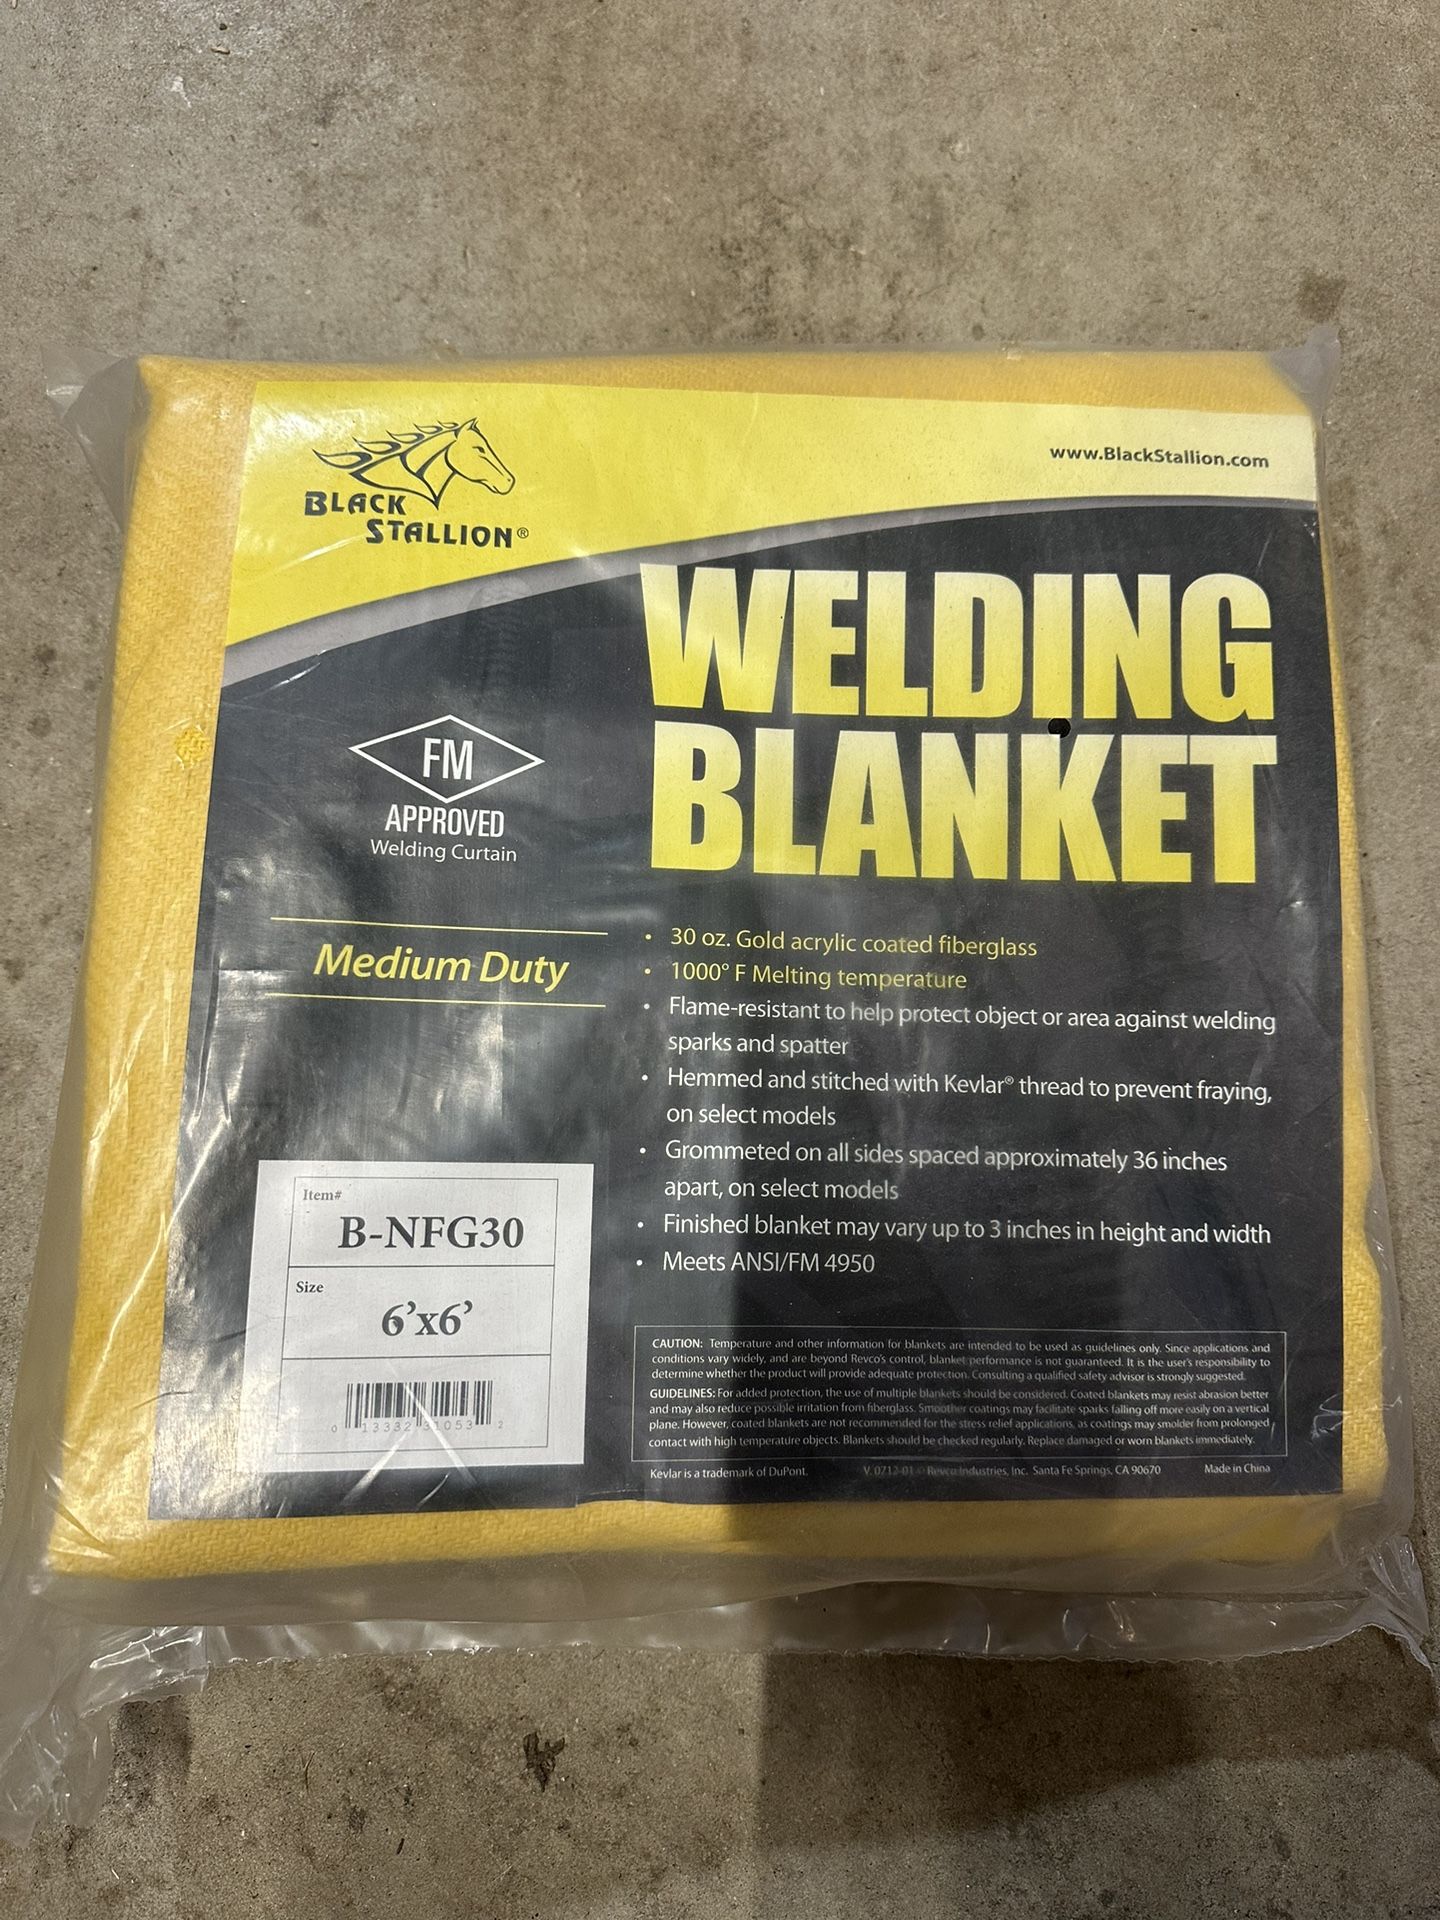 BLACK
STALLION®
www.BlackStallion.com
WELDING
BLANKET
FM
APPROVED
Welding Curtain
Medium Duty
• 30 oz. Gold acrylic coated fiberglass
• 1000° F Melting temperature
• Flame-resistant to help protect object or area against welding
sparks and spatter
• Hemmed and stitched with Kevlar® thread to prevent fraying,
on select models
• Grommeted on all sides spaced approximately 36 inches
apart, on select models
• Finished blanket may vary up to 3 inches in height and width
• Meets ANSI/FM 4950
Item#
B-NFG30
Size
6’x6’
0 13332 31053 2
CAUTION: Temperature and other information for blankets are intended to be used as guidelines only. Since applications and
conditions vary widely, and are beyond Revco's control, blanket performance is not guaranteed. It is the user's responsibility to
determine whether the product will provide adequate protection. Consulting a qualified safety advisor is strongly suggested.
GUIDELINES: For added protection, the use of multiple blankets should be considered. Coated blankets may resist abrasion better
and may also reduce possible irritation from fiberglass. Smoother coatings may facilitate sparks falling off more easily on a vertical
plane. However, coated blankets are not recommended for the stress relief applications, as coatings may smolder from prolonged
contact with high temperature objects. Blankets should be checked regularly. Replace damaged or worn blankets immediately.
Kevlar is a trademark of DuPont. V. 0712-01 © Revco Industries, Inc. Santa Fe Springs, CA 90670 Made in China